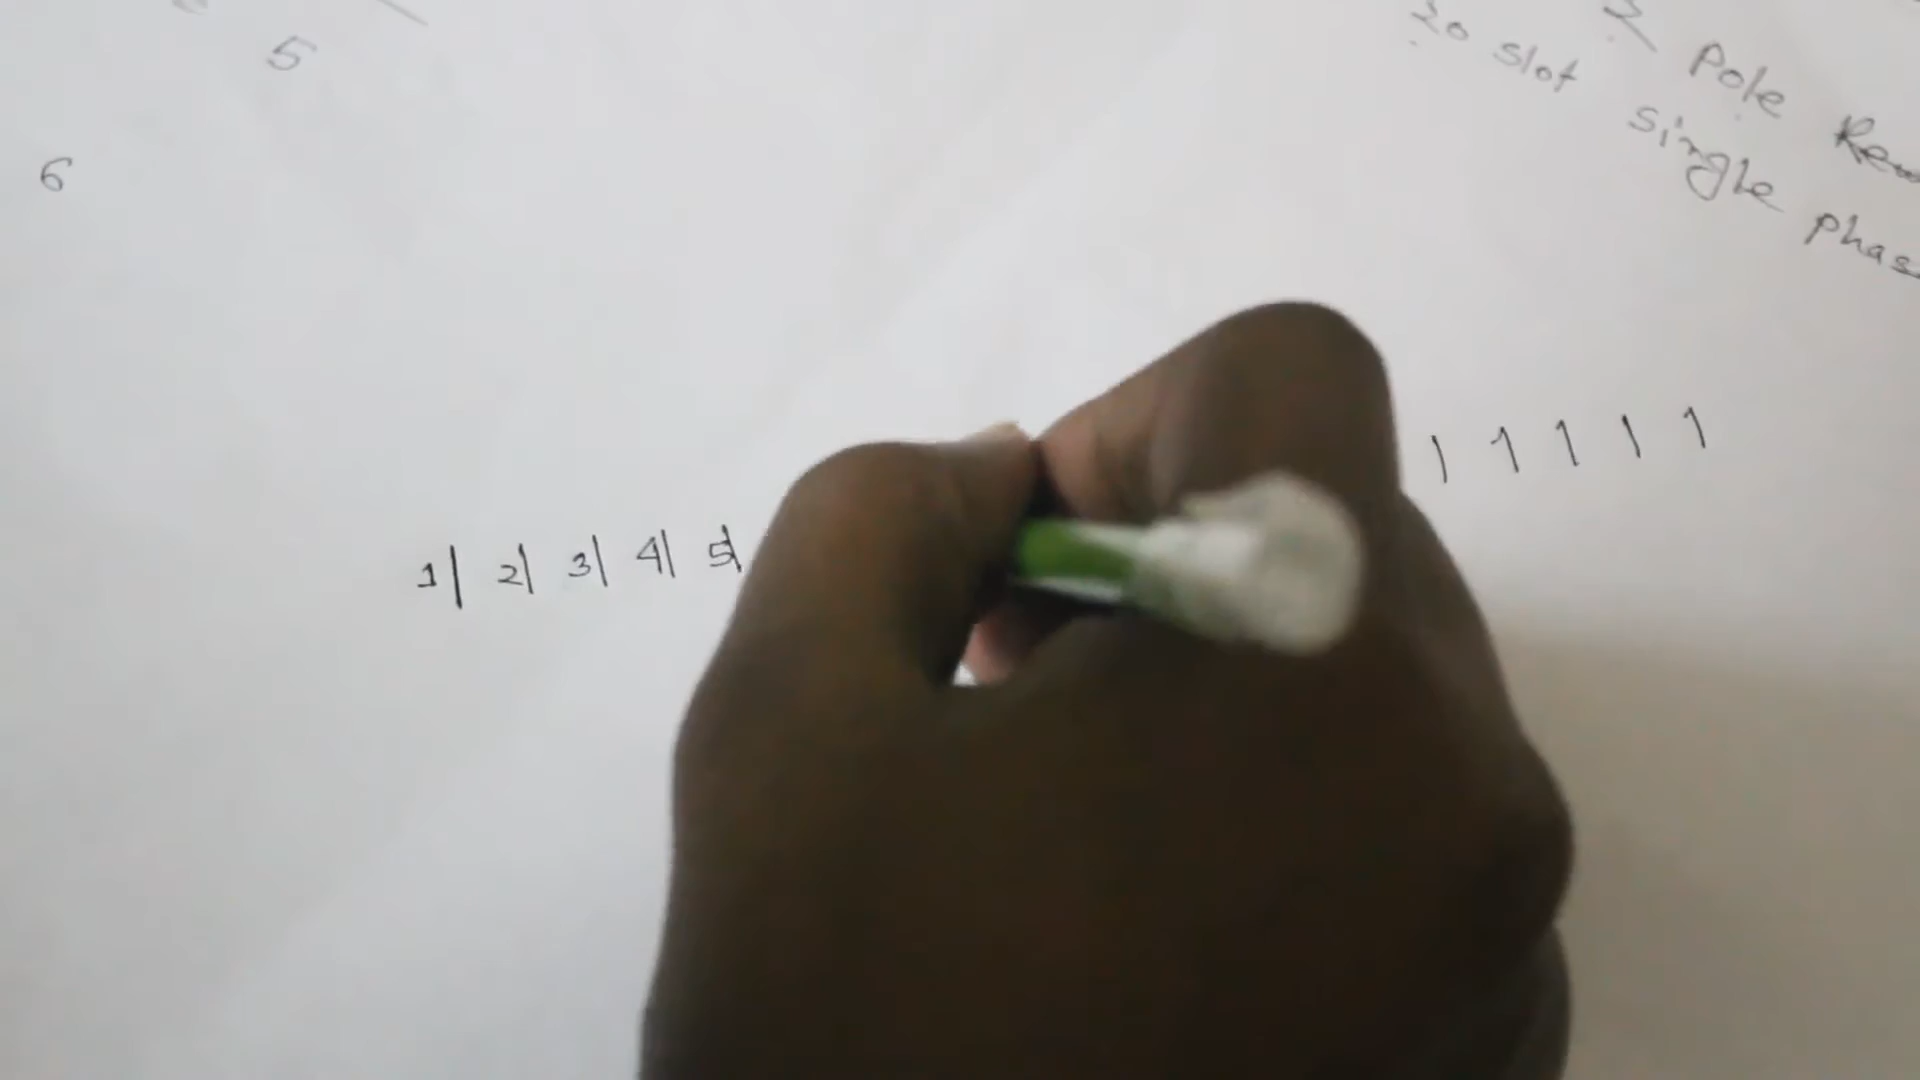 5
2 Pole
20 slot single phas
6
1| 2| 3| 4| 5| | | | | |